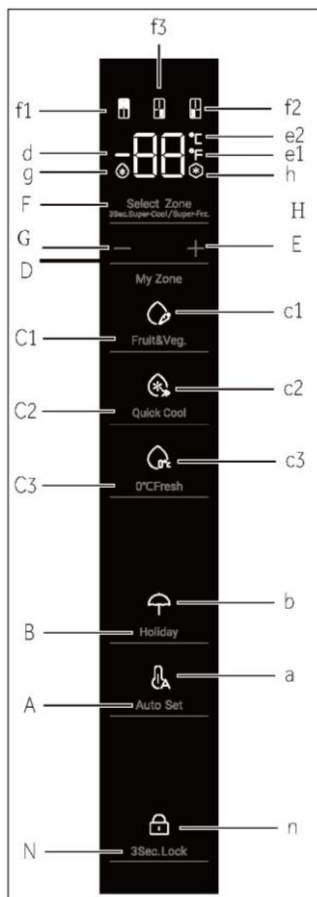 f3
f1 f2
88 °C e2
d - °F e1
g h
F Select Zone H
3Sec.Super-Cool/Super-Frz.
G - + E
D
My Zone
c1
C1 Fruit&Veg.
c2
C2 Quick Cool
0°c c3
C3 0°CFresh
b
B Holiday
A a
A Auto Set
n
N 3Sec.Lock